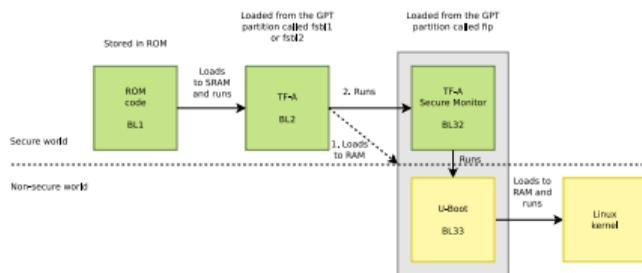 Loaded from the GPT
partition called fsbl1
or fsbl2
Loaded from the GPT
partition called fip
Stored in ROM
ROM
code
BL1
Loads
to SRAM
and runs
TF-A
BL2
2. Runs
TF-A
Secure Monitor
BL32
1. Loads
to RAM
Secure world
Runs
Non-secure world
U-Boot
BL33
Loads to
RAM and
runs
Linux
kernel